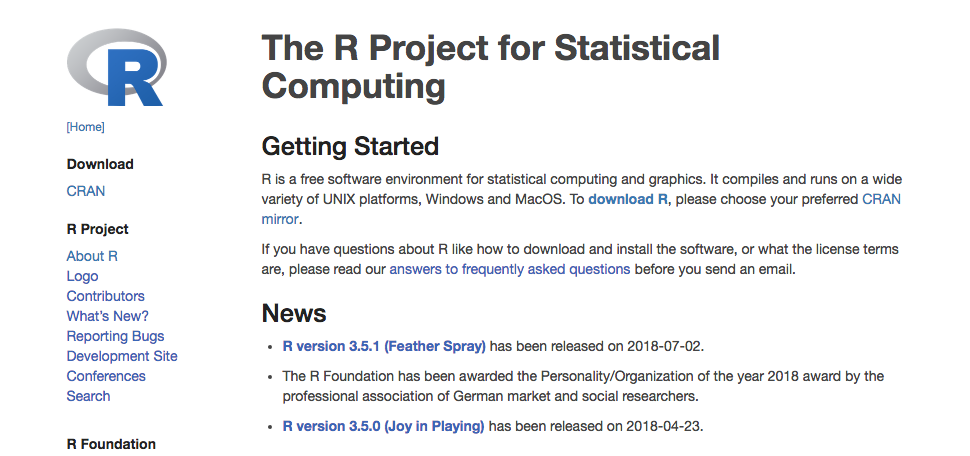 R
[Home]
Download
CRAN
R Project
About R
Logo
Contributors
What's New?
Reporting Bugs
Development Site
Conferences
Search
R Foundation
The R Project for Statistical
Computing
Getting Started
R is a free software environment for statistical computing and graphics. It compiles and runs on a wide
variety of UNIX platforms, Windows and MacOS. To download R, please choose your preferred CRAN
mirror.
If you have questions about R like how to download and install the software, or what the license terms
are, please read our answers to frequently asked questions before you send an email.
News
• R version 3.5.1 (Feather Spray) has been released on 2018-07-02.
• The R Foundation has been awarded the Personality/Organization of the year 2018 award by the
professional association of German market and social researchers.
• R version 3.5.0 (Joy in Playing) has been released on 2018-04-23.